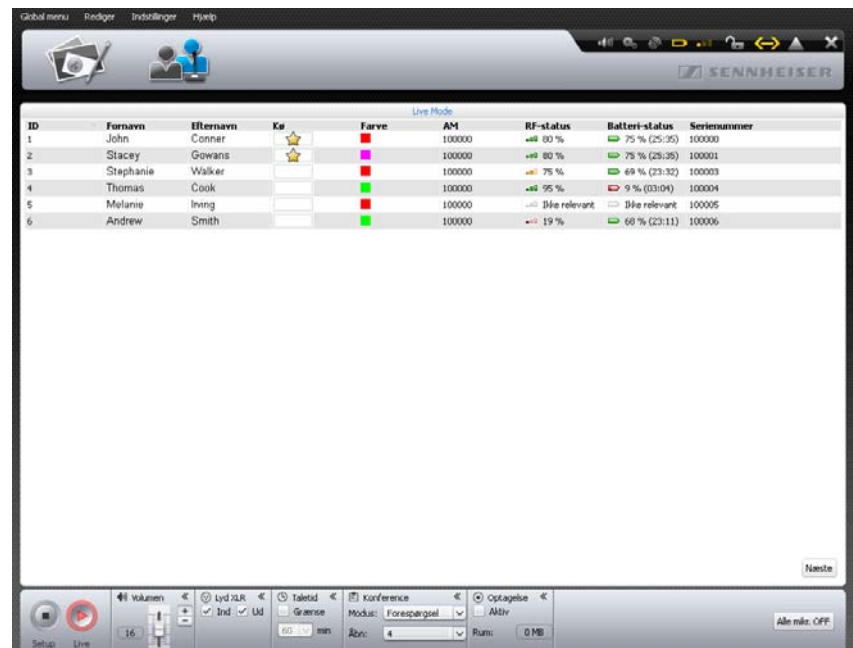 Global menu Rediger Indstillinger Hjælp
SENNHEISER
Live Mode
ID Fornavn Efternavn Kø Farve AM RF-status Batteri-status Serienummer
1 John Conner 100000 80 % 75 % (25:35) 100000
2 Stacey Gowans 100000 80 % 75 % (25:35) 100001
3 Stephanie Walker 100000 75 % 69 % (23:32) 100003
4 Thomas Cook 100000 95 % 9 % (03:04) 100004
5 Melanie Irving 100000 Ikke relevant Ikke relevant 100005
6 Andrew Smith 100000 19 % 68 % (23:11) 100006
Næste
Volumen Lyd XLR Taletid Konference Optagelse
Ind Ud Grænse Modus: Forespørgsel Aktiv
16 60 min Åbn: 4 Rum: 0 MB Alle mikr. OFF
Setup Live